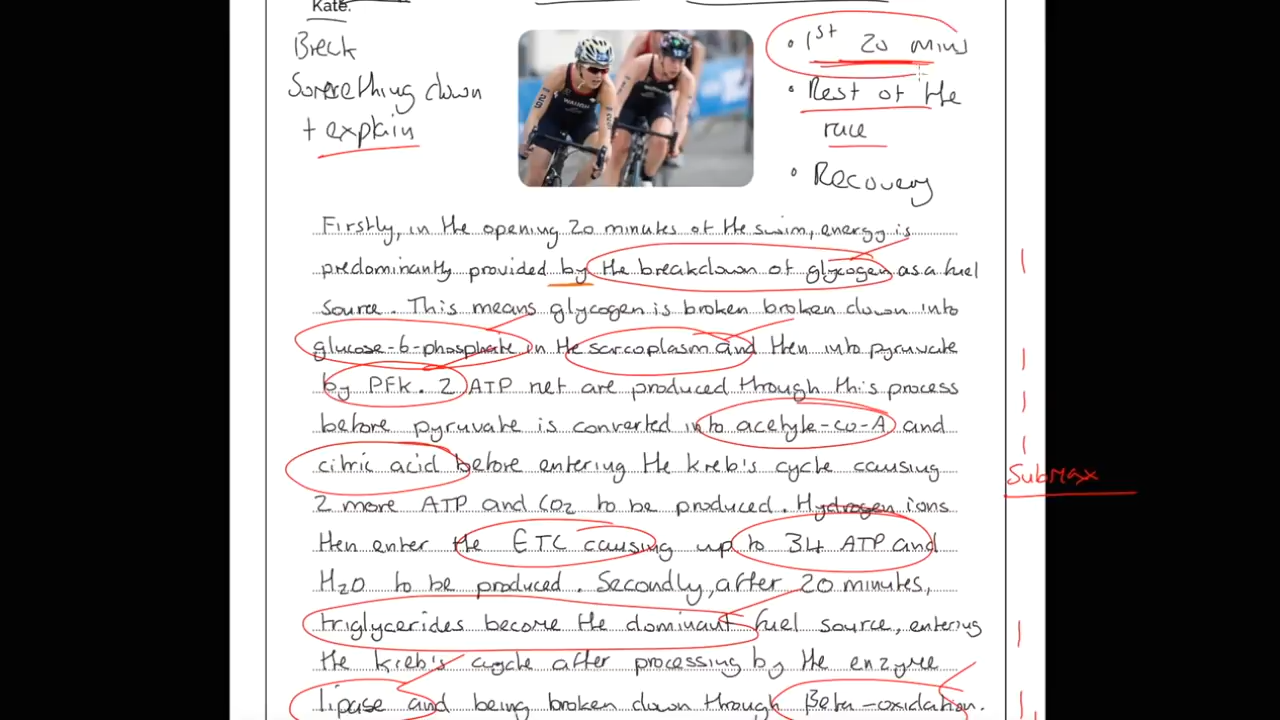 Kate.
Breck
Something down
+ explain
• 1st 20 mins
• Rest of the
race
• Recovery
Firstly, in the opening 20 minutes of the swim, energy is
predominantly provided by the breakdown of glycogen as a fuel
source. This means glycogen is broken broken down into
glucose-6-phosphate in the sarcoplasm and then into pyruvate
by PFK. 2 ATP net are produced through this process
before pyruvate is converted into acetyle-co-A and
citric acid before entering the Kreb's cycle causing
SubMax
2 more ATP and CO2 to be produced. Hydrogen ions
then enter the ETC causing up to 34 ATP and
H2O to be produced. Secondly, after 20 minutes,
triglycerides become the dominant fuel source, entering
the Kreb's cycle after processing by the enzyme
lipase and being broken down through Beta-oxidation.